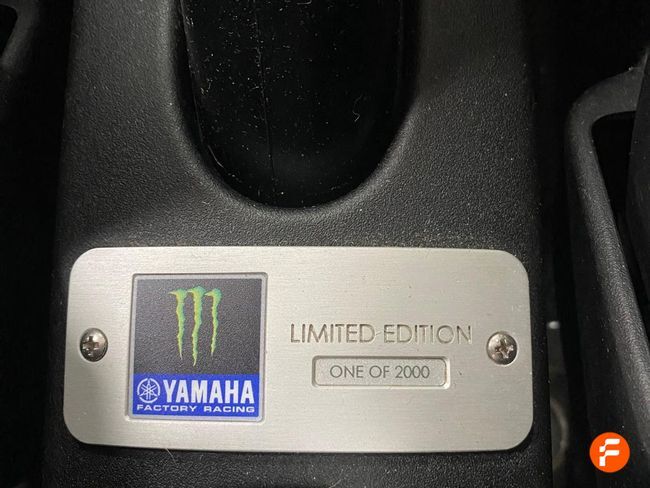 LIMITED EDITION
ONE OF 2000
YAMAHA
FACTORY RACING